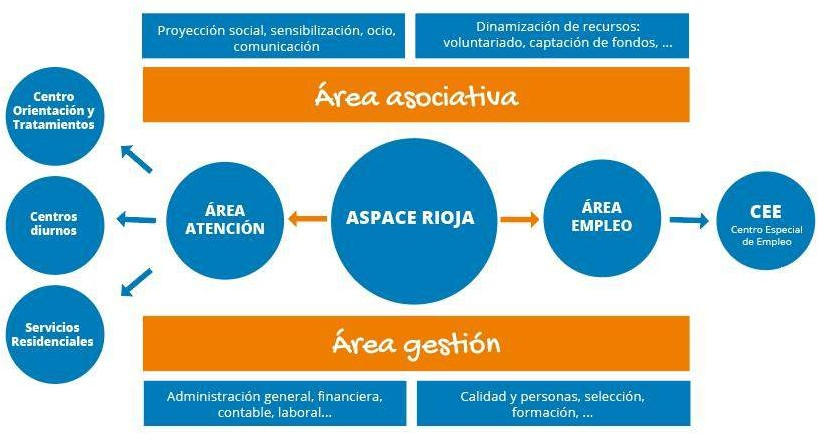 Proyección social, sensibilización, ocio,
comunicación
Dinamización de recursos:
voluntariado, captación de fondos, ...
Área asociativa
Centro
Orientación y
Tratamientos
Centros
diurnos
Servicios
Residenciales
ÁREA
ATENCIÓN
ASPACE RIOJA
ÁREA
EMPLEO
CEE
Centro Especial
de Empleo
Área gestión
Administración general, financiera,
contable, laboral...
Calidad y personas, selección,
formación, ...